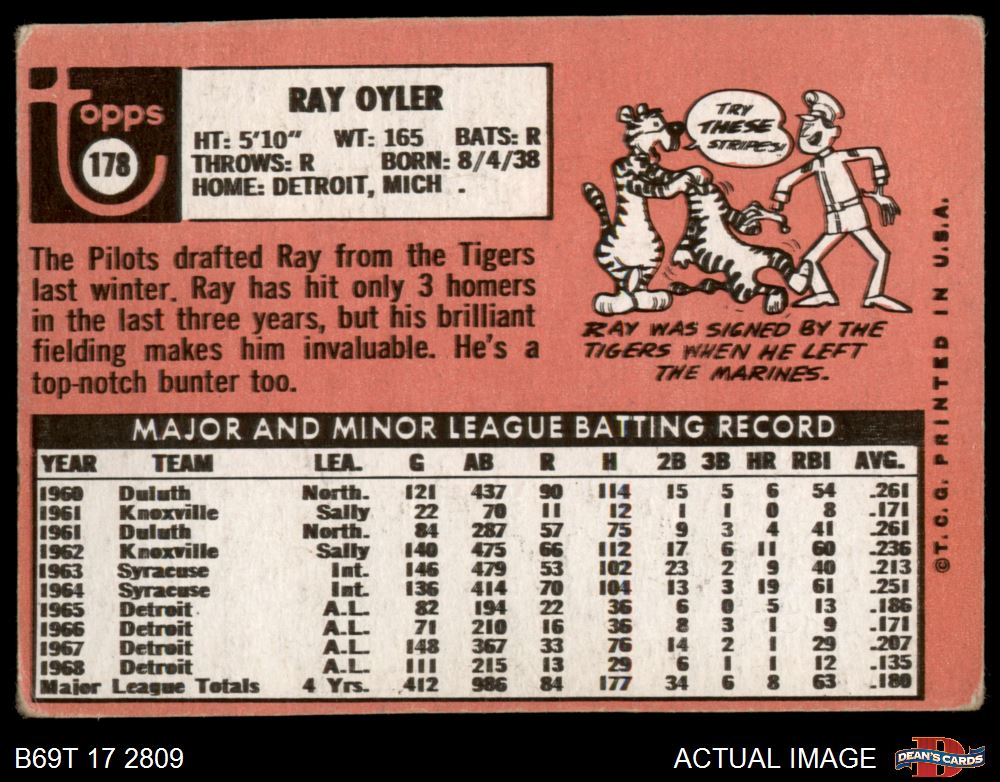 topps
178
RAY OYLER
HT: 5'10" WT: 165 BATS: R
THROWS: R BORN: 8/4/38
HOME: DETROIT, MICH .
TRY
THESE
STRIPES!
The Pilots drafted Ray from the Tigers
last winter. Ray has hit only 3 homers
in the last three years, but his brilliant
fielding makes him invaluable. He's a
top-notch bunter too.
RAY WAS SIGNED BY THE
TIGERS WHEN HE LEFT
THE MARINES.
MAJOR AND MINOR LEAGUE BATTING RECORD
YEAR TEAM LEA. G AB R H 2B 3B HR RBI AVG.
1960 Duluth North. 121 437 90 114 15 5 6 54 .261
1961 Knoxville Sally 22 70 11 12 1 1 0 8 .171
1961 Duluth North. 84 287 57 75 9 3 4 41 .261
1962 Knoxville Sally 140 475 66 112 17 6 11 60 .236
1963 Syracuse Int. 146 479 53 102 23 2 9 40 .213
1964 Syracuse Int. 136 414 70 104 13 3 19 61 .251
1965 Detroit A.L. 82 194 22 36 6 0 5 13 .186
1966 Detroit A.L. 71 210 16 36 8 3 1 9 .171
1967 Detroit A.L. 148 367 33 76 14 2 1 29 .207
1968 Detroit A.L. 111 215 13 29 6 1 1 12 .135
Major League Totals 4 Yrs. 412 986 84 177 34 6 8 63 .180
©T. C. G. PRINTED IN U.S.A.
B69T 17 2809
ACTUAL IMAGE
D
DEAN'S CARDS